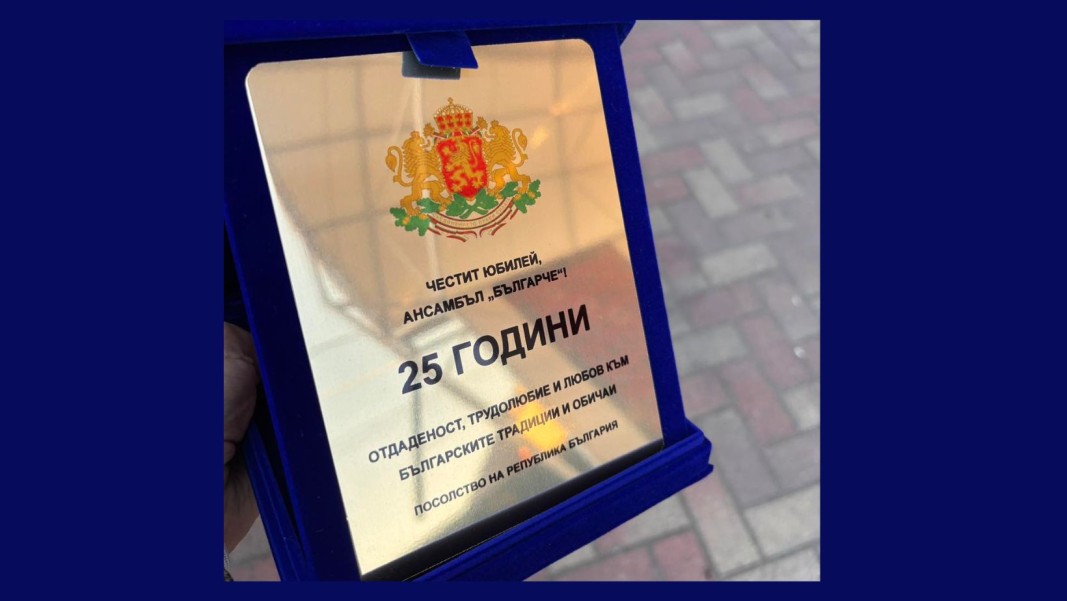 ЧЕСТИТ ЮБИЛЕЙ,
АНСАМБЪЛ „БЪЛГАРЧЕ“!
25 ГОДИНИ
ОТДАДЕНОСТ, ТРУДОЛЮБИЕ И ЛЮБОВ КЪМ
БЪЛГАРСКИТЕ ТРАДИЦИИ И ОБИЧАИ
ПОСОЛСТВО НА РЕПУБЛИКА БЪЛГАРИЯ